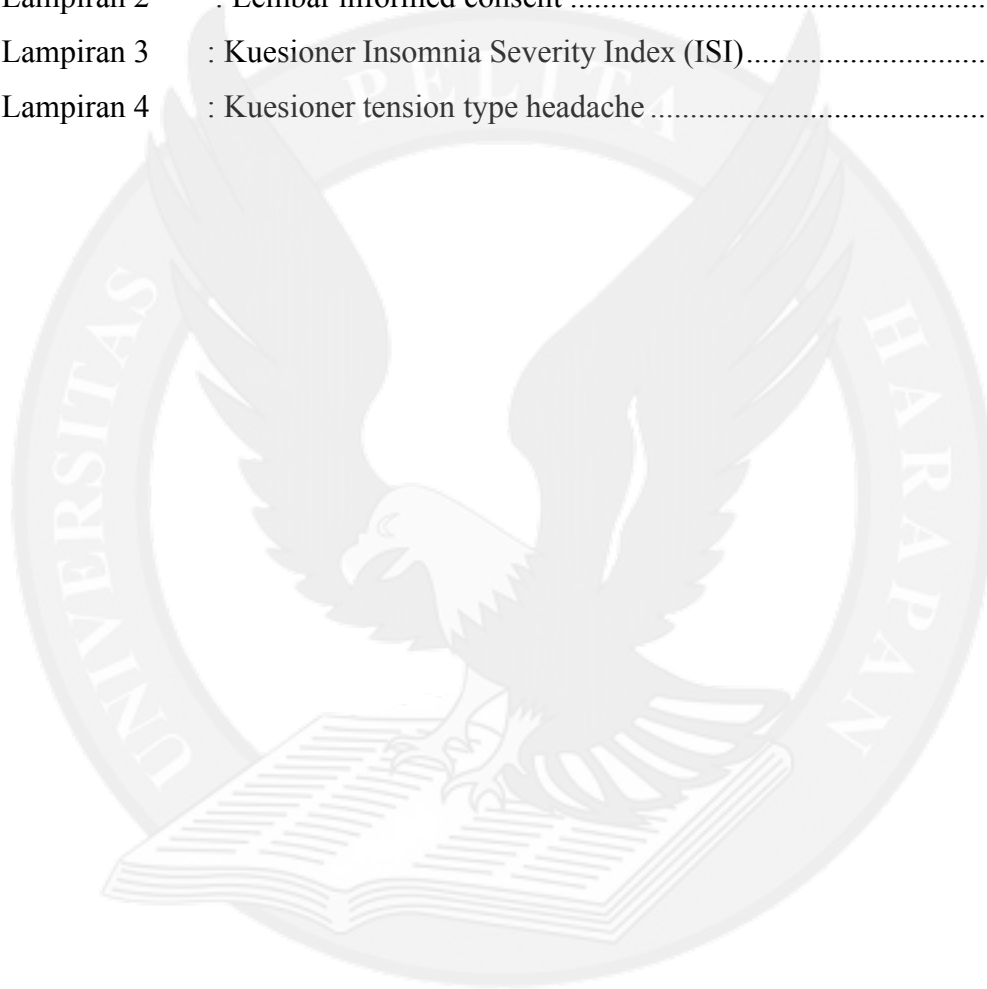 Lampiran 2 : Lembar informed consent ....................................................
Lampiran 3 : Kuesioner Insomnia Severity Index (ISI)..............................
Lampiran 4 : Kuesioner tension type headache ..........................................
UNIVERSITAS PELITA HARAPAN